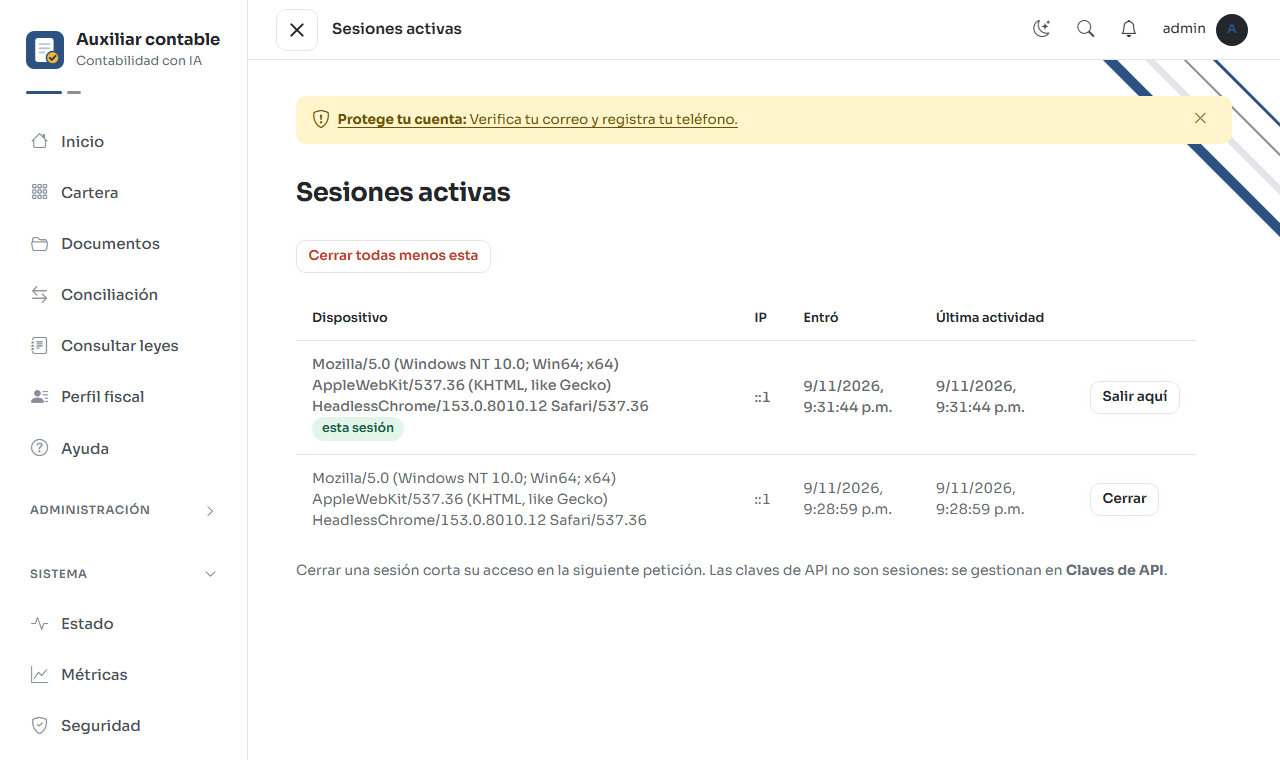 Auxiliar contable
Contabilidad con IA
Sesiones activas
admin
A
Inicio
Cartera
Documentos
Conciliación
Consultar leyes
Perfil fiscal
Ayuda
ADMINISTRACIÓN
SISTEMA
Estado
Métricas
Seguridad
Protege tu cuenta: Verifica tu correo y registra tu teléfono.
Sesiones activas
Cerrar todas menos esta
Dispositivo IP Entró Última actividad
Mozilla/5.0 (Windows NT 10.0; Win64; x64)
AppleWebKit/537.36 (KHTML, like Gecko)
HeadlessChrome/153.0.8010.12 Safari/537.36
esta sesión
::1
9/11/2026,
9:31:44 p.m.
9/11/2026,
9:31:44 p.m.
Salir aquí
Mozilla/5.0 (Windows NT 10.0; Win64; x64)
AppleWebKit/537.36 (KHTML, like Gecko)
HeadlessChrome/153.0.8010.12 Safari/537.36
::1
9/11/2026,
9:28:59 p.m.
9/11/2026,
9:28:59 p.m.
Cerrar
Cerrar una sesión corta su acceso en la siguiente petición. Las claves de API no son sesiones: se gestionan en Claves de API.